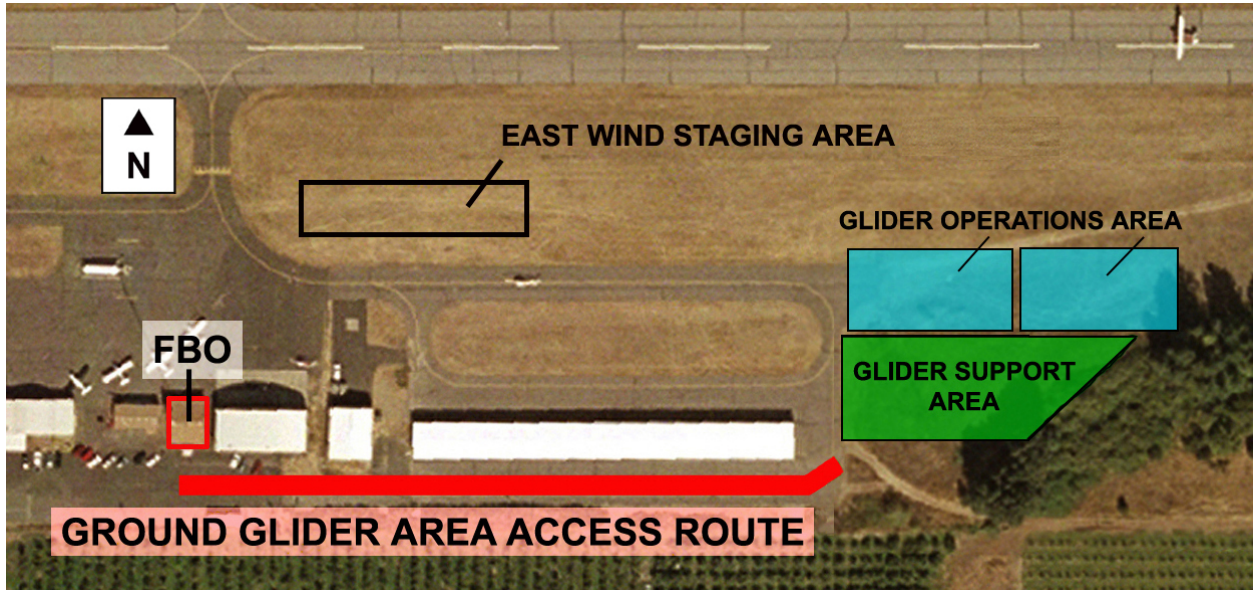 N
EAST WIND STAGING AREA
GLIDER OPERATIONS AREA
FBO
GLIDER SUPPORT
AREA
GROUND GLIDER AREA ACCESS ROUTE